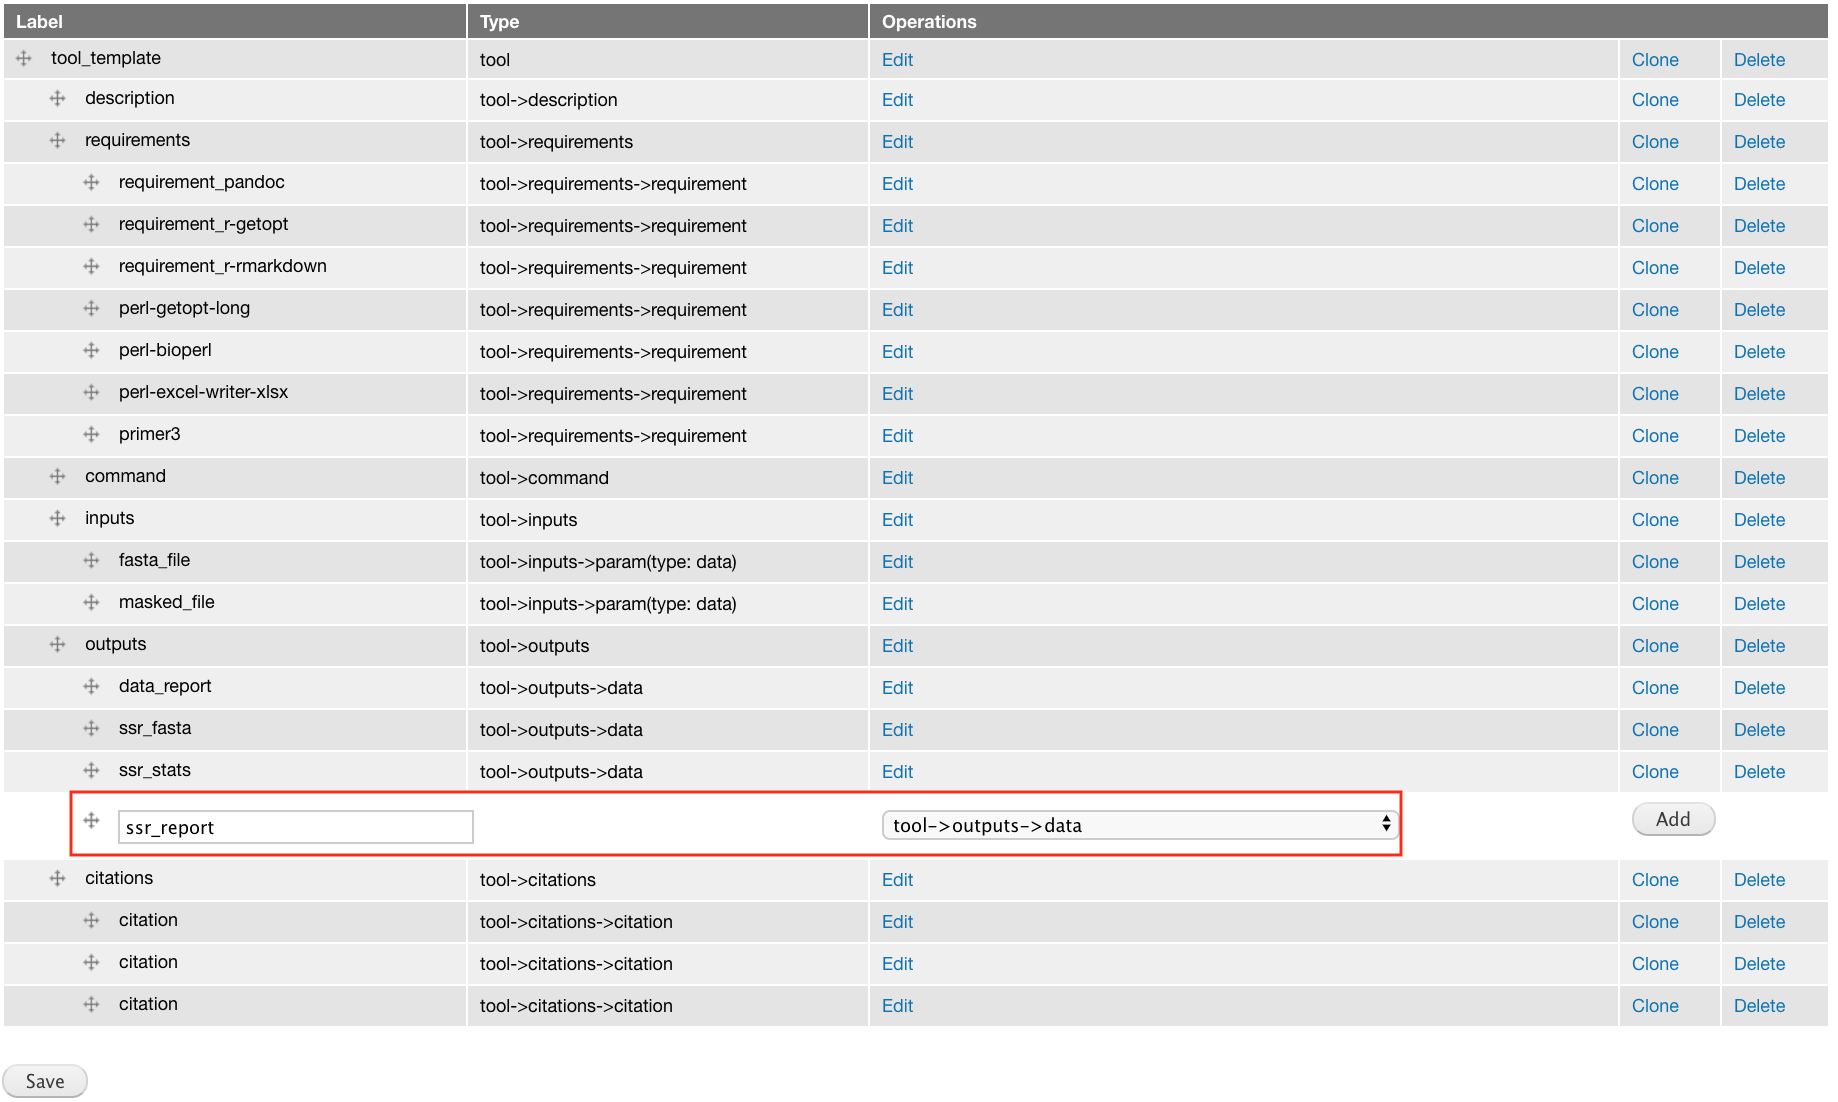 Label Type Operations
tool_template tool Edit Clone Delete
description tool->description Edit Clone Delete
requirements tool->requirements Edit Clone Delete
requirement_pandoc tool->requirements->requirement Edit Clone Delete
requirement_r-getopt tool->requirements->requirement Edit Clone Delete
requirement_r-rmarkdown tool->requirements->requirement Edit Clone Delete
perl-getopt-long tool->requirements->requirement Edit Clone Delete
perl-bioperl tool->requirements->requirement Edit Clone Delete
perl-excel-writer-xlsx tool->requirements->requirement Edit Clone Delete
primer3 tool->requirements->requirement Edit Clone Delete
command tool->command Edit Clone Delete
inputs tool->inputs Edit Clone Delete
fasta_file tool->inputs->param(type: data) Edit Clone Delete
masked_file tool->inputs->param(type: data) Edit Clone Delete
outputs tool->outputs Edit Clone Delete
data_report tool->outputs->data Edit Clone Delete
ssr_fasta tool->outputs->data Edit Clone Delete
ssr_stats tool->outputs->data Edit Clone Delete
ssr_report tool->outputs->data Add
citations tool->citations Edit Clone Delete
citation tool->citations->citation Edit Clone Delete
citation tool->citations->citation Edit Clone Delete
citation tool->citations->citation Edit Clone Delete
Save